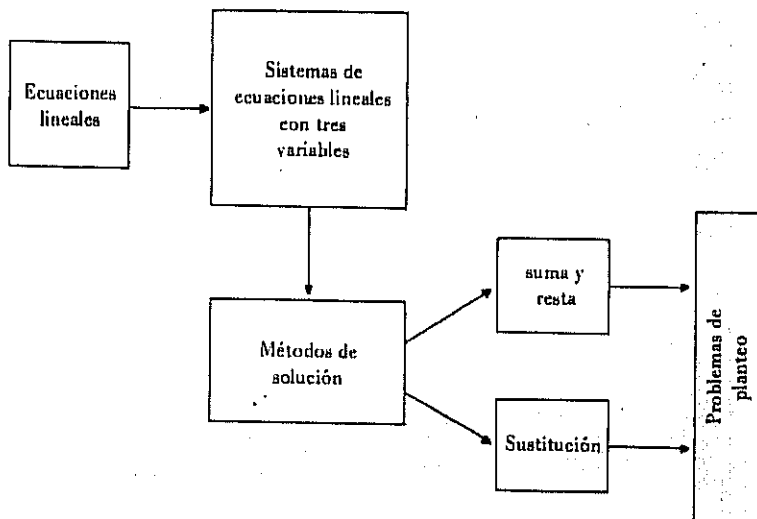 Ecuaciones
lineales
Sistemas de
ecuaciones lineales
con tres
variables
Métodos de
solución
suma y
resta
Sustitución
Problemas de
planteo